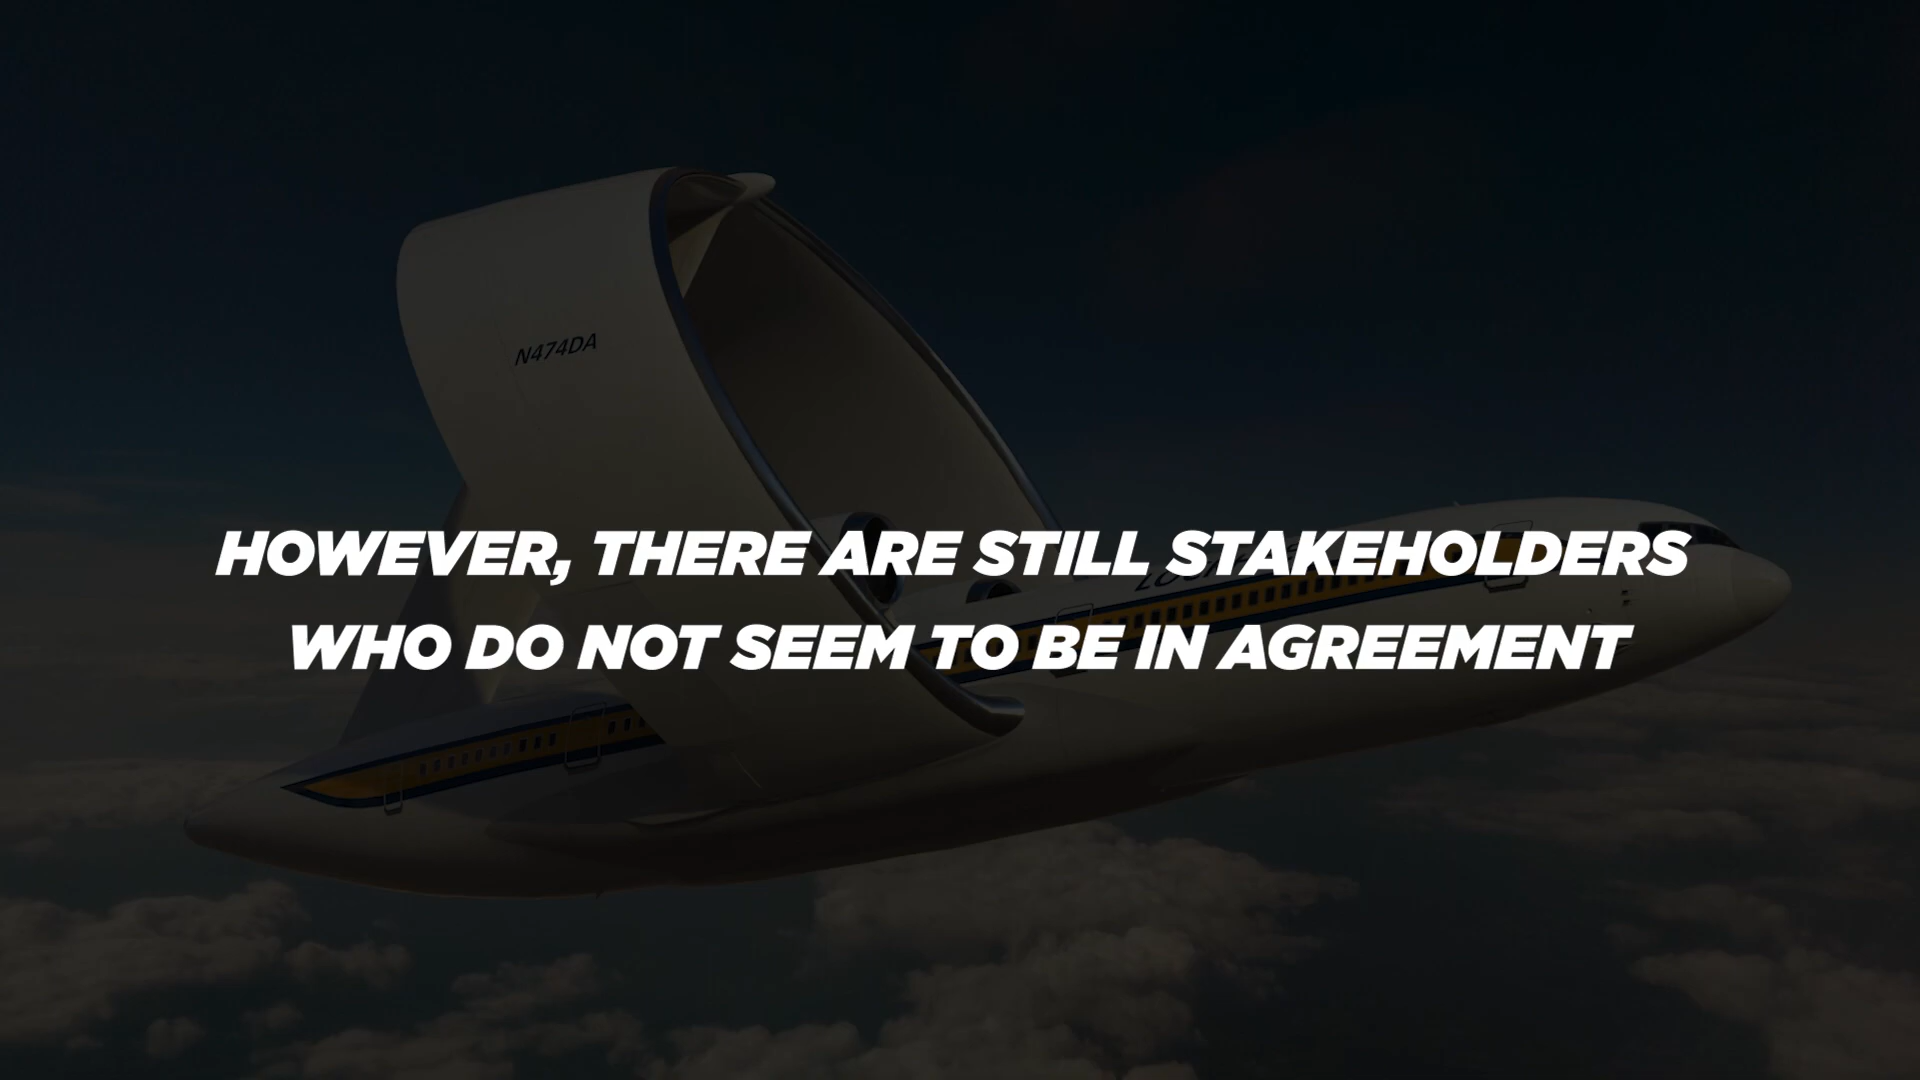 N474DA
HOWEVER, THERE ARE STILL STAKEHOLDERS
WHO DO NOT SEEM TO BE IN AGREEMENT